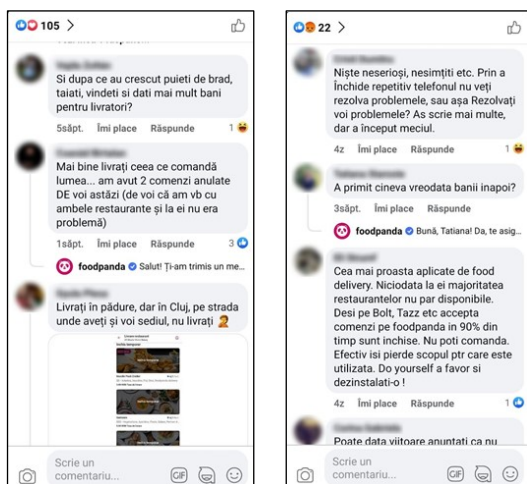 105 >
Si dupa ce au crescut puieti de brad,
taiati, vindeti si dati mai mult bani
pentru livratori?
5săpt. Îmi place Răspunde 1
Mai bine livrați ceea ce comandă
lumea... am avut 2 comenzi anulate
DE voi astăzi (de voi că am vb cu
ambele restaurante și la ei nu era
problemă)
1săpt. Îmi place Răspunde 3
foodpanda Salut! Ți-am trimis un me...
Livrați în pădure, dar în Cluj, pe strada
unde aveți și voi sediul, nu livrați
Scrie un
comentariu...
GIF
22 >
Niște neserioși, nesimțiți etc. Prin a
Închide repetitiv telefonul nu veți
rezolva problemele, sau așa Rezolvați
voi problemele? As scrie mai multe,
dar a început meciul.
4z Îmi place Răspunde 1
A primit cineva vreodata banii inapoi?
3săpt. Îmi place Răspunde
foodpanda Bună, Tatiana! Da, te asig...
Cea mai proasta aplicate de food
delivery. Niciodata la ei majoritatea
restaurantelor nu par disponibile.
Desi pe Bolt, Tazz etc accepta
comenzi pe foodpanda in 90% din
timp sunt inchise. Nu poti comanda.
Efectiv isi pierde scopul ptr care este
utilizata. Do yourself a favor si
dezinstalati-o !
4z Îmi place Răspunde 1
Poate data viitoare anuntati ca nu
Scrie un
comentariu...
GIF